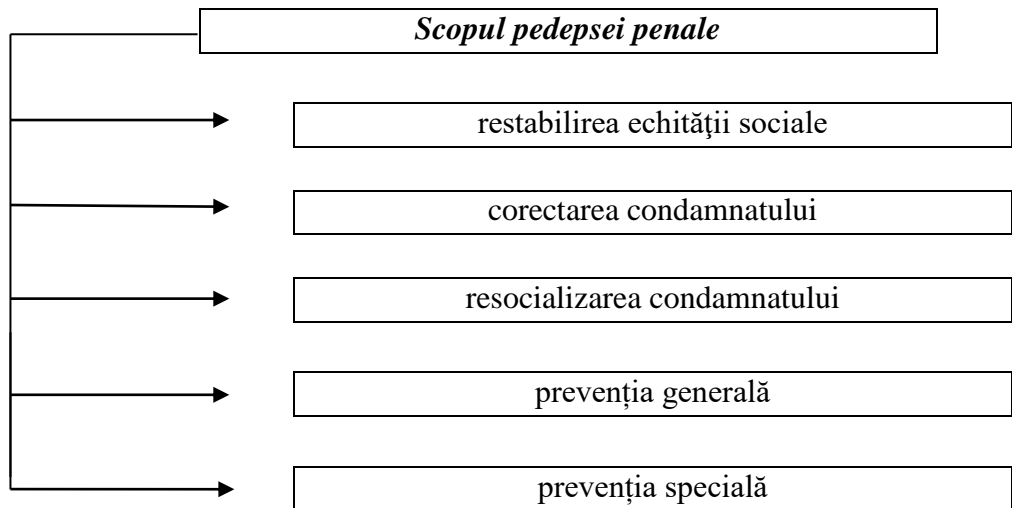 Scopul pedepsei penale
restabilirea echităţii sociale
corectarea condamnatului
resocializarea condamnatului
prevenția generală
prevenția specială